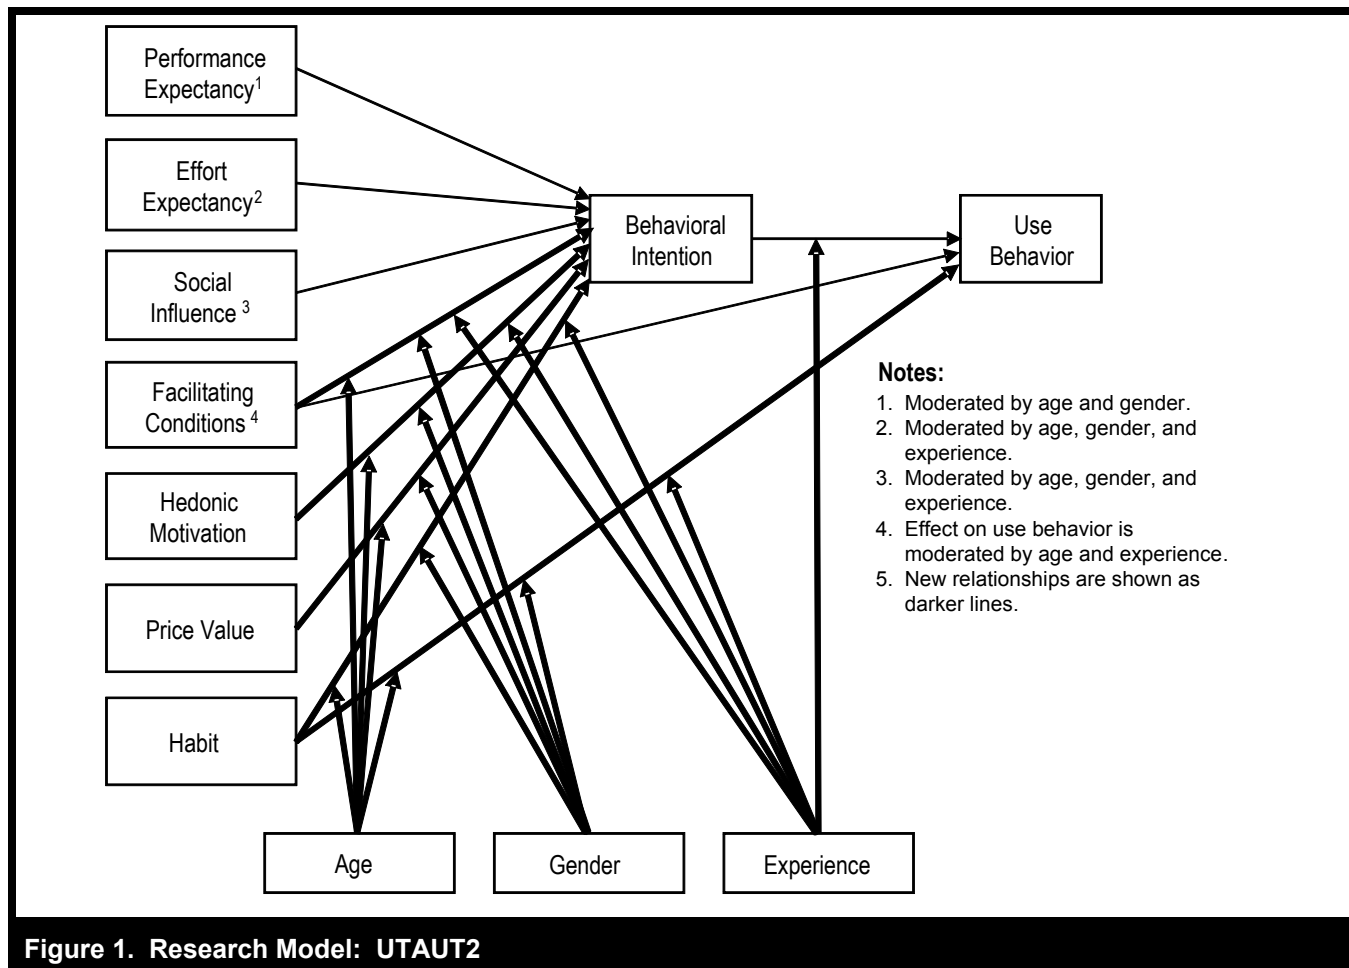 Performance
Expectancy1
Effort
Expectancy2
Social
Influence 3
Facilitating
Conditions 4
Hedonic
Motivation
Price Value
Habit
Behavioral
Intention
Use
Behavior
Notes:
1. Moderated by age and gender.
2. Moderated by age, gender, and
experience.
3. Moderated by age, gender, and
experience.
4. Effect on use behavior is
moderated by age and experience.
5. New relationships are shown as
darker lines.
Age
Gender
Experience
Figure 1. Research Model: UTAUT2